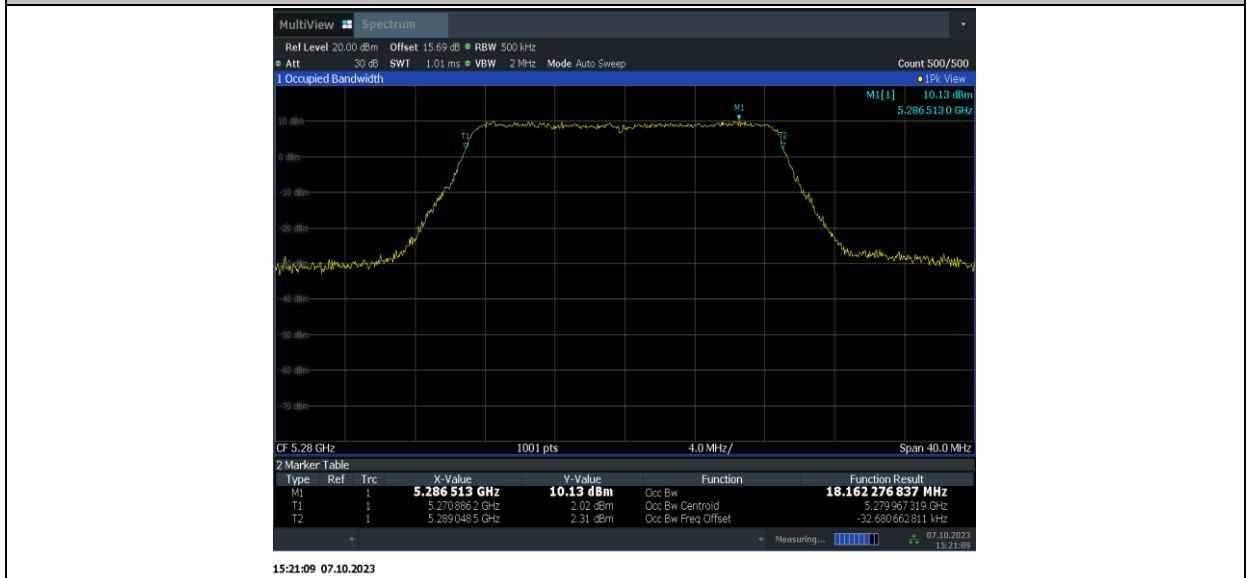 MultiView Spectrum
Ref Level 20.00 dBm Offset 15.69 dB RBW 500 kHz
Att 30 dB SWT 1.01 ms VBW 2 MHz Mode Auto Sweep Count 500/500
1 Occupied Bandwidth 1Pk View
M1[1] 10.13 dBm
5.286 513 0 GHz
M1
10 dBm
T1 T2
0 dBm
-10 dBm
-20 dBm
-40 dBm
-50 dBm
-60 dBm
-70 dBm
CF 5.28 GHz 1001 pts 4.0 MHz/ Span 40.0 MHz
2 Marker Table
Type Ref Trc X-Value Y-Value Function Function Result
M1 1 5.286 513 GHz 10.13 dBm Occ Bw 18.162 276 837 MHz
T1 1 5.270 886 2 GHz 2.02 dBm Occ Bw Centroid 5.279 967 319 GHz
T2 1 5.289 048 5 GHz 2.31 dBm Occ Bw Freq Offset -32.680 662 811 kHz
Measuring... 07.10.2023
15:21:09
15:21:09 07.10.2023